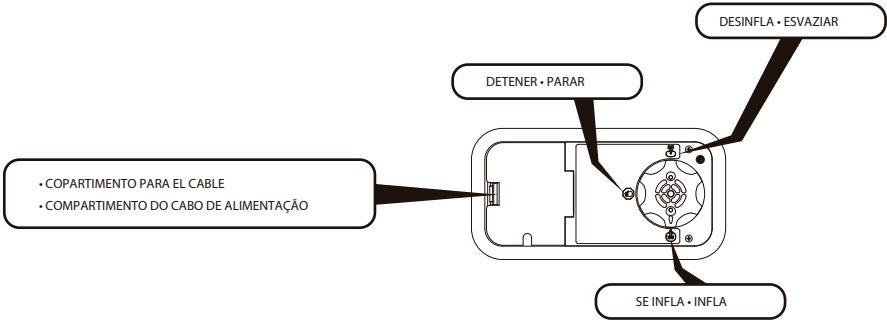 DESINFLA • ESVAZIAR
DETENER • PARAR
• COPARTIMENTO PARA EL CABLE
• COMPARTIMENTO DO CABO DE ALIMENTAÇÃO
SE INFLA • INFLA